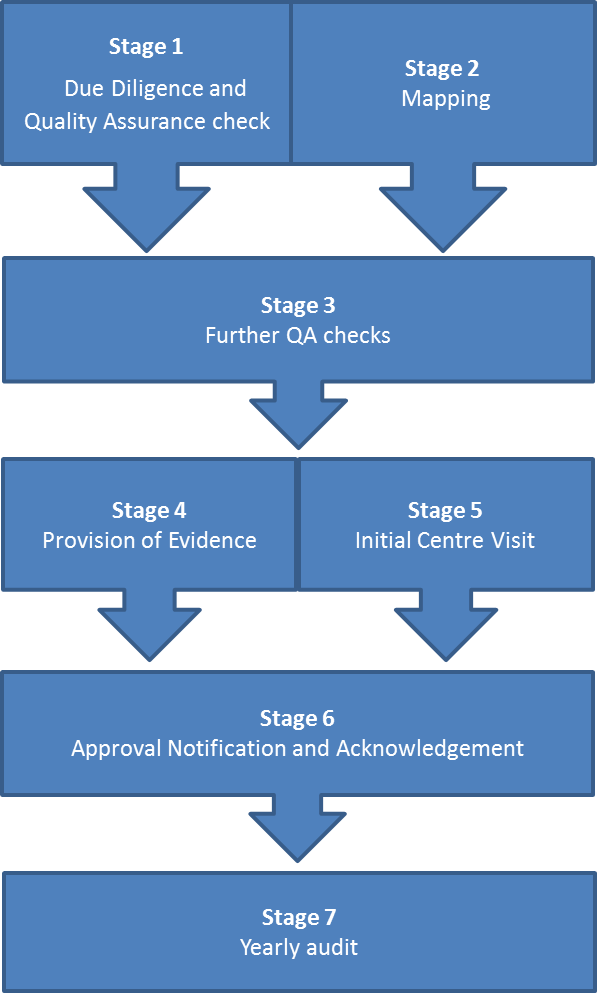 Stage 1
Due Diligence and
Quality Assurance check
Stage 2
Mapping
Stage 3
Further QA checks
Stage 4
Provision of Evidence
Stage 5
Initial Centre Visit
Stage 6
Approval Notification and Acknowledgement
Stage 7
Yearly audit